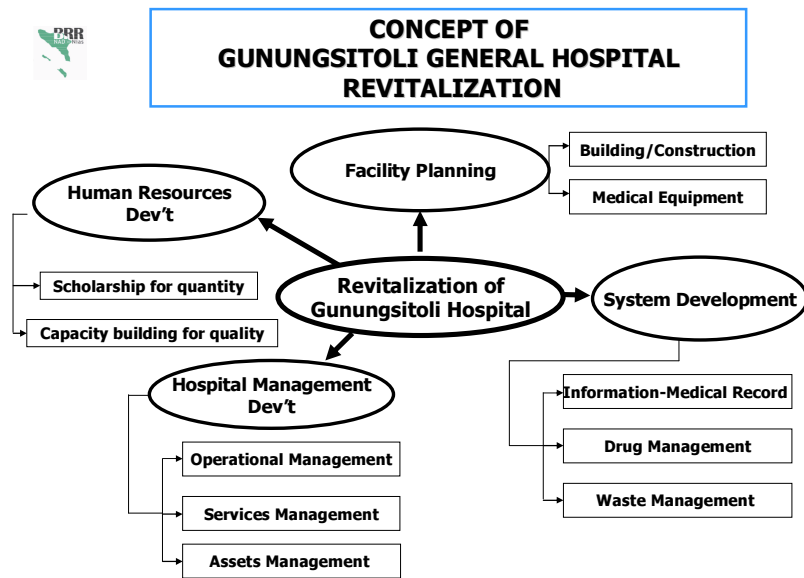 BRR
CONCEPT OF
GUNUNGSITOLI GENERAL HOSPITAL
REVITALIZATION
Facility Planning
Building/Construction
Medical Equipment
Human Resources
Dev't
Scholarship for quantity
Capacity building for quality
Revitalization of
Gunungsitoli Hospital
System Development
Information-Medical Record
Drug Management
Waste Management
Hospital Management
Dev't
Operational Management
Services Management
Assets Management